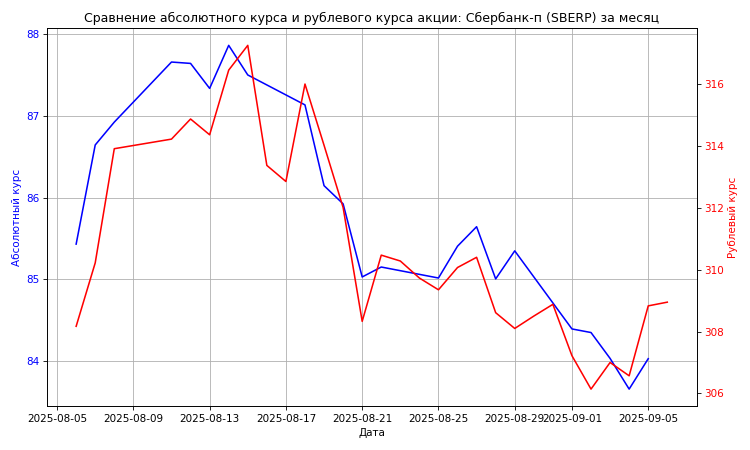 Сравнение абсолютного курса и рублевого курса акции: Сбербанк-п (SBERP) за месяц
88
87
86
85
84
Абсолютный курс
316
314
312
310
308
306
Рублевый курс
2025-08-05 2025-08-09 2025-08-13 2025-08-17 2025-08-21 2025-08-25 2025-08-29 2025-09-01 2025-09-05
Дата